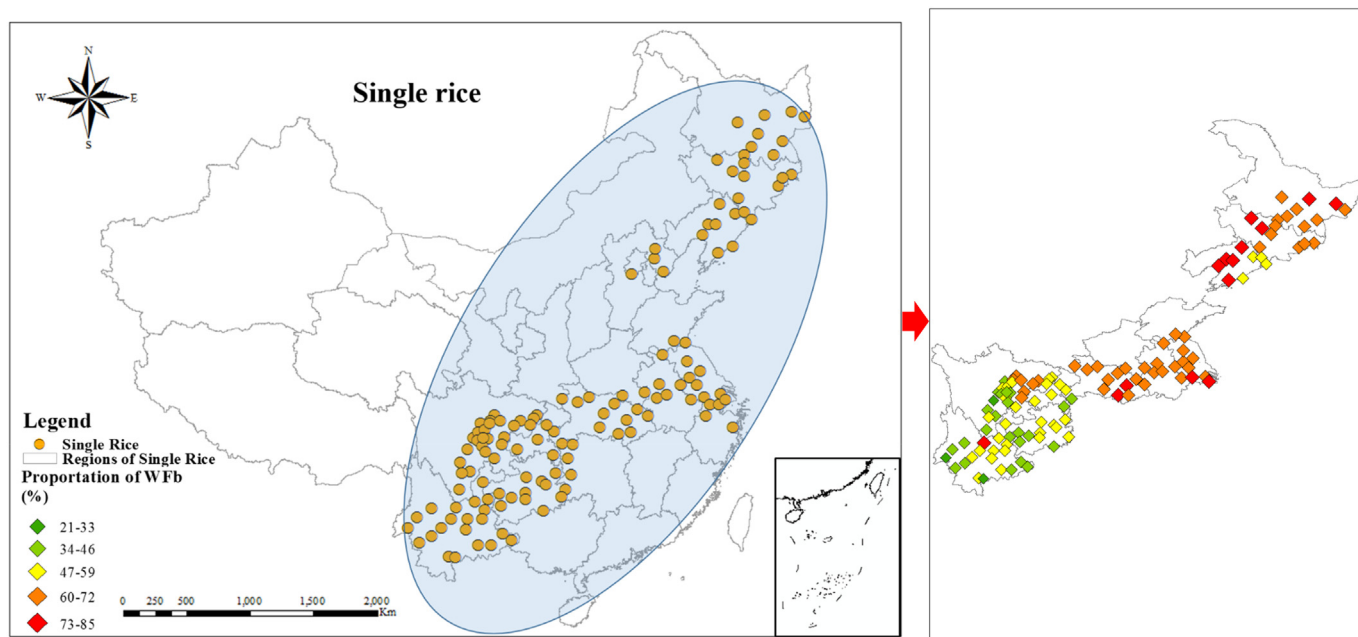 N
W E
S
Single rice
Legend
Single Rice
Regions of Single Rice
Proportation of WFb
(%)
21-33
34-46
47-59
60-72
73-85
0 250 500 1,000 1,500 2,000
Km